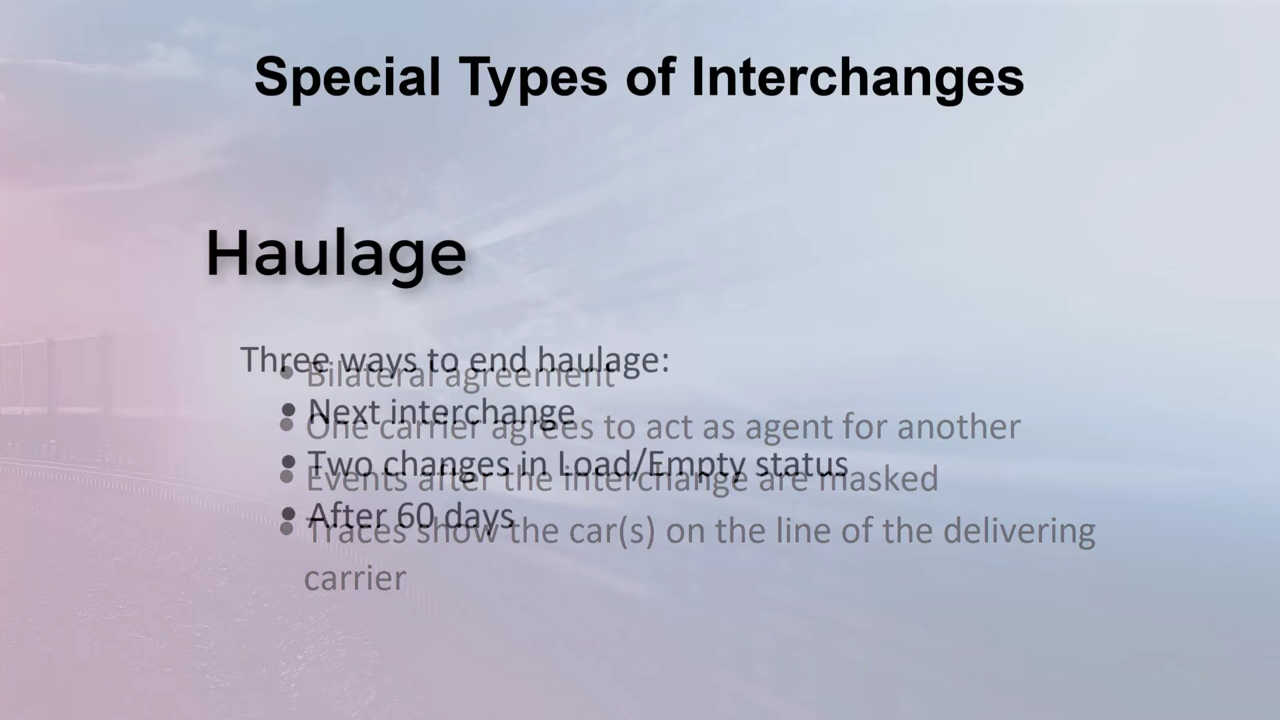 Special Types of Interchanges
Haulage
Three ways to end haulage:
• Bilateral agreement
• Next interchange
• One carrier agrees to act as agent for another
• Two changes in Load/Empty status
• Events after the interchange are masked
• After 60 days
• Traces show the car(s) on the line of the delivering
carrier